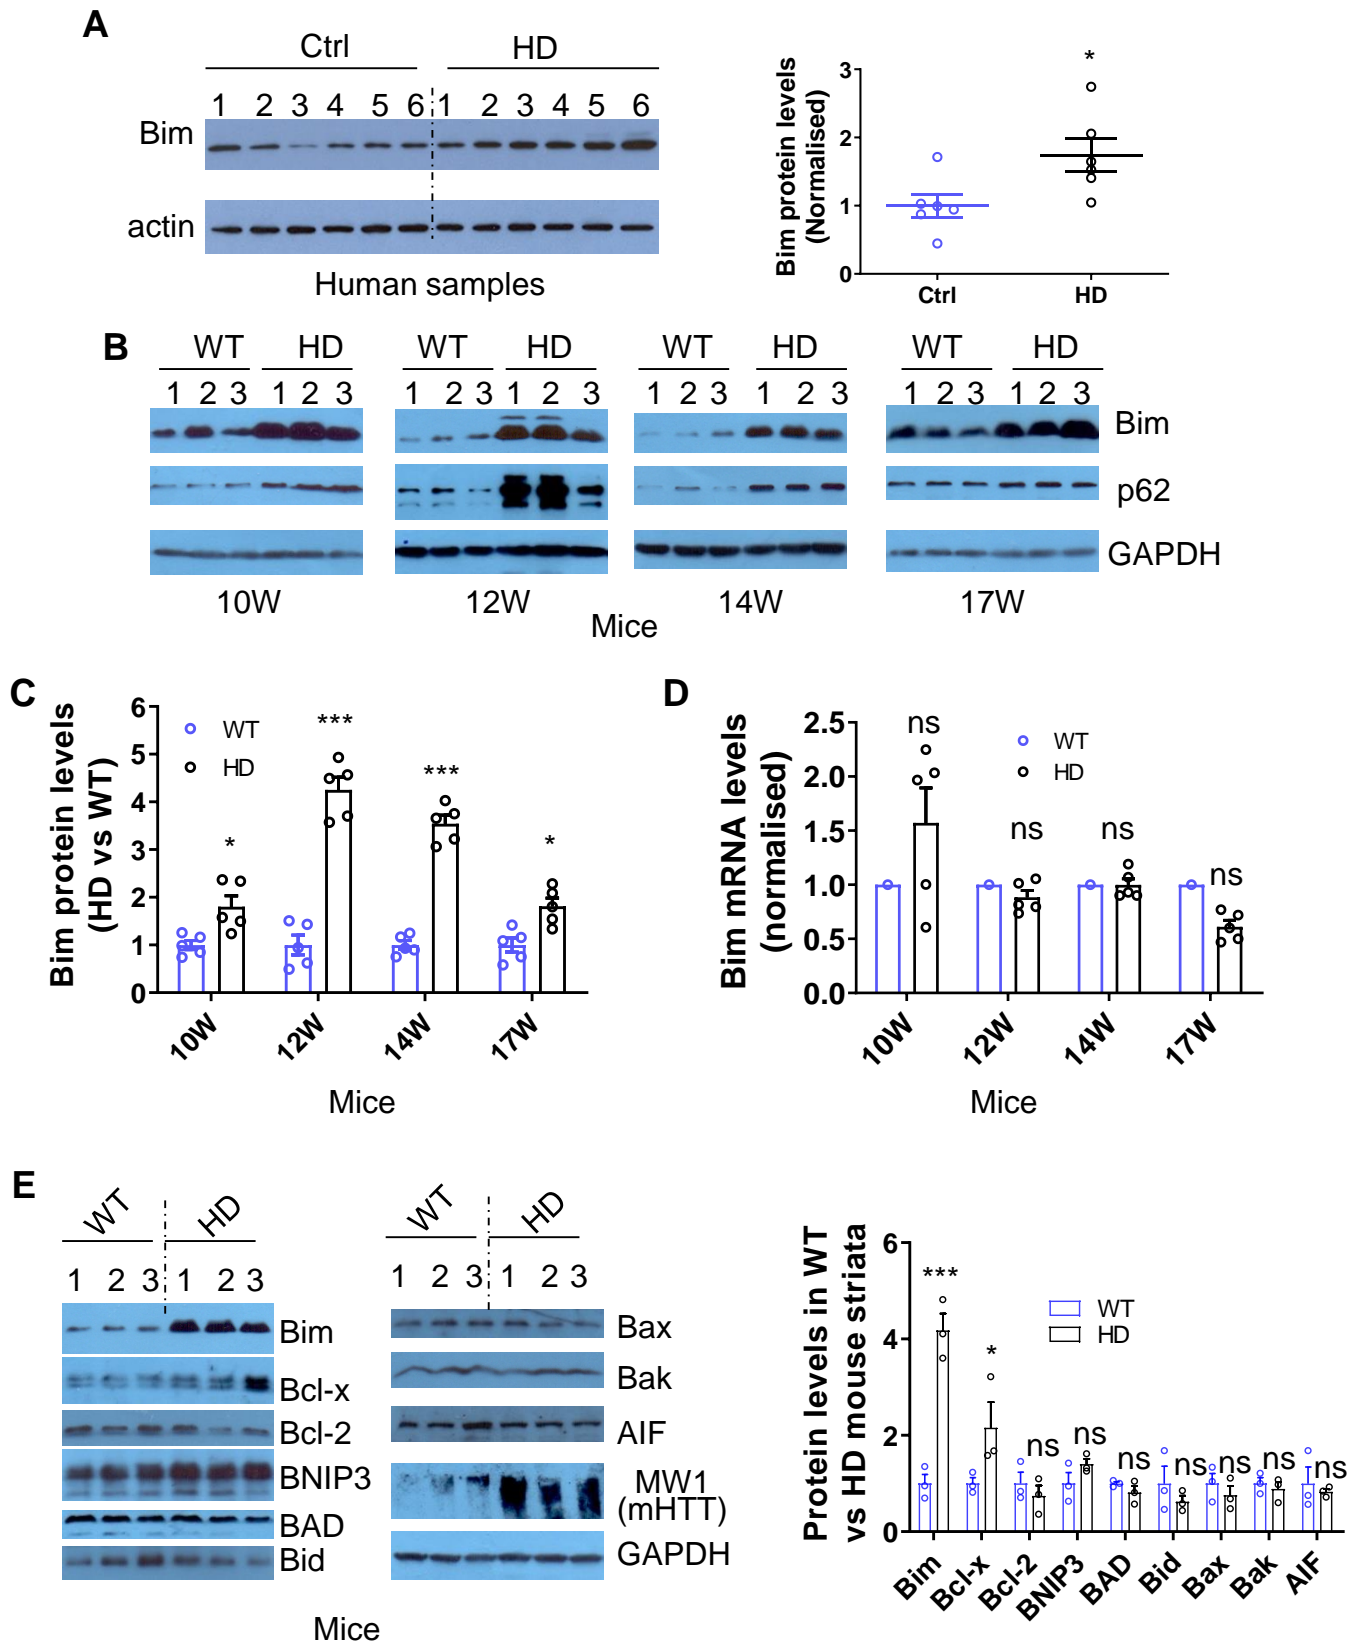 A
Ctrl HD
1 2 3 4 5 6 1 2 3 4 5 6
Bim
actin
Human samples
Bim protein levels
(Normalised)
3
2
1
0
*
Ctrl HD
B
WT HD WT HD WT HD WT HD
1 2 3 1 2 3 1 2 3 1 2 3 1 2 3 1 2 3 1 2 3 1 2 3
Bim
p62
GAPDH
10W 12W 14W 17W
Mice
C
Bim protein levels
(HD vs WT)
6
5
4
3
2
1
0
WT
HD
* *** *** *
10W 12W 14W 17W
Mice
D
Bim mRNA levels
(normalised)
2.5
2.0
1.5
1.0
0.5
0.0
WT
HD
ns ns ns ns
10W 12W 14W 17W
Mice
E
WT HD
1 2 3 1 2 3
Bim
Bcl-x
Bcl-2
BNIP3
BAD
Bid
WT HD
1 2 3 1 2 3
Bax
Bak
AIF
MW1
(mHTT)
GAPDH
Mice
Protein levels in WT
vs HD mouse striata
6
4
2
0
WT
HD
*** * ns ns ns ns ns ns ns
Bim Bcl-x Bcl-2 BNIP3 BAD Bid Bax Bak AIF